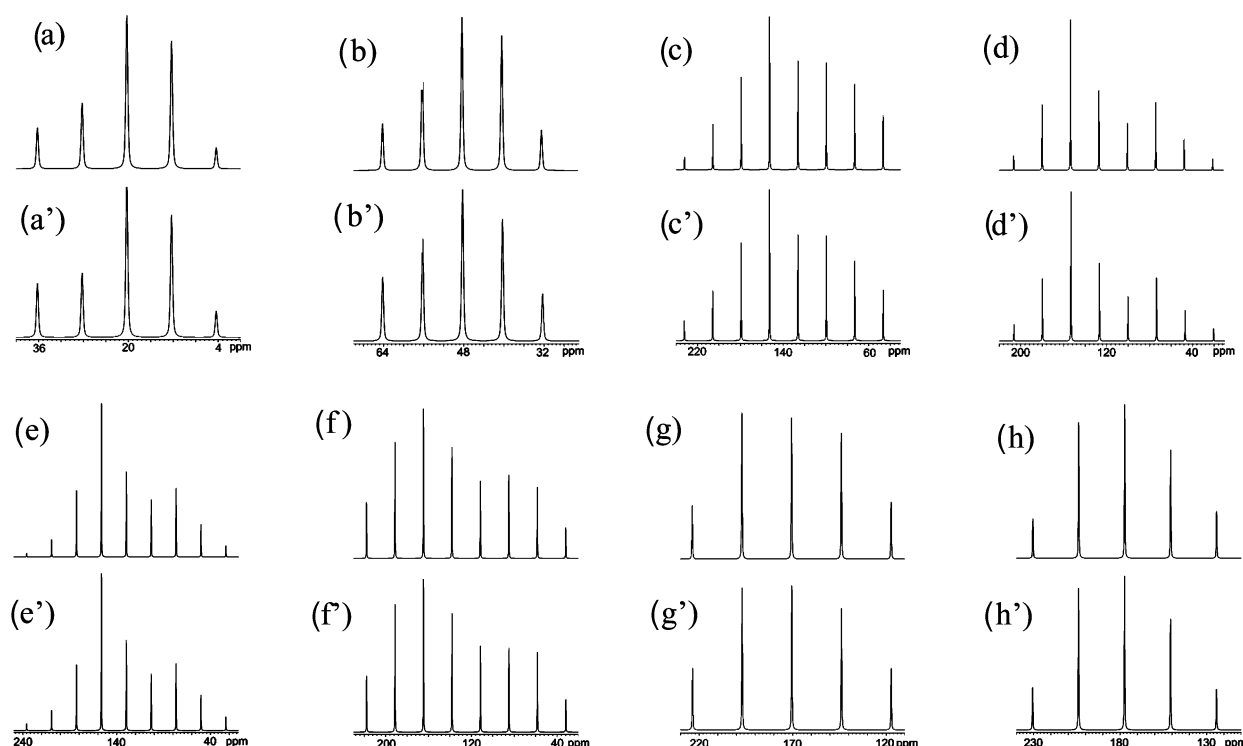 (a) (b) (c) (d)
(a') (b') (c') (d')
36 20 4 ppm 64 48 32 ppm 220 140 60 ppm 200 120 40 ppm
(e) (f) (g) (h)
(e') (f') (g') (h')
240 140 40 ppm 200 120 40 ppm 220 170 120 ppm 230 180 130 ppm